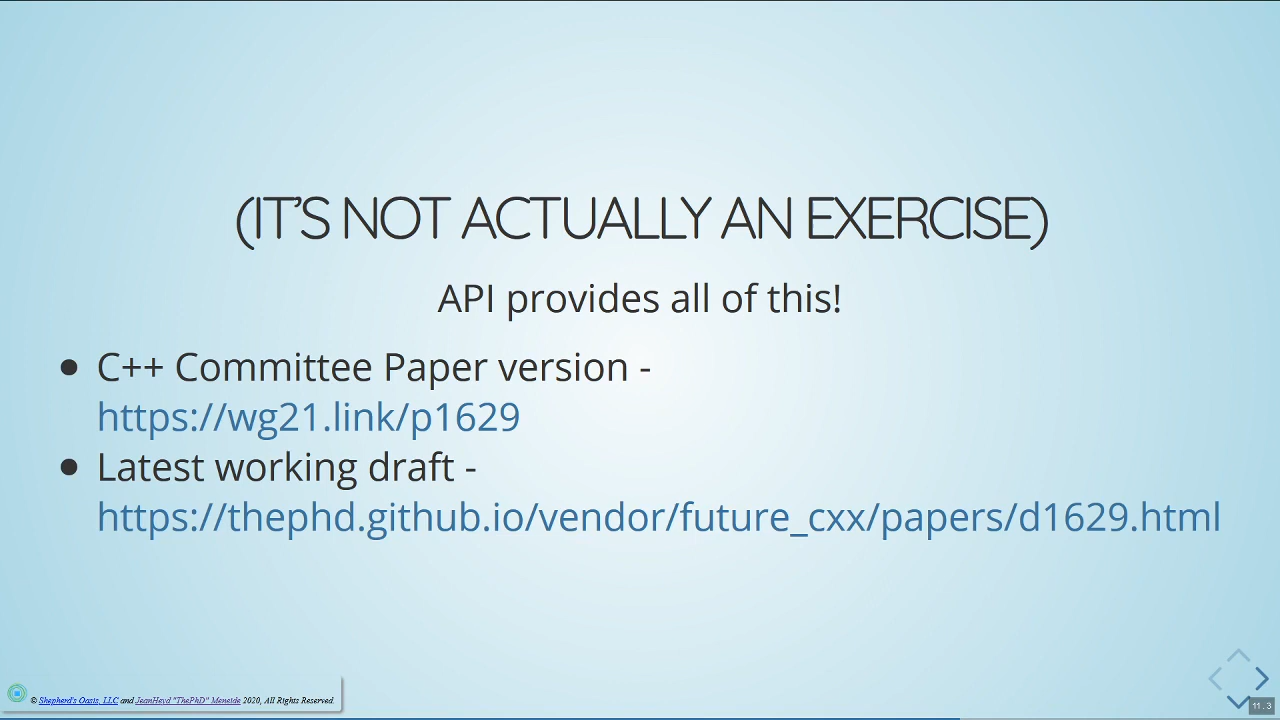 (IT'S NOT ACTUALLY AN EXERCISE)
API provides all of this!
● C++ Committee Paper version -
https://wg21.link/p1629
● Latest working draft -
https://thephd.github.io/vendor/future_cxx/papers/d1629.html
© Shepherd's Oasis, LLC and JeanHeyd "ThePhD" Meneide 2020, All Rights Reserved.
11.3